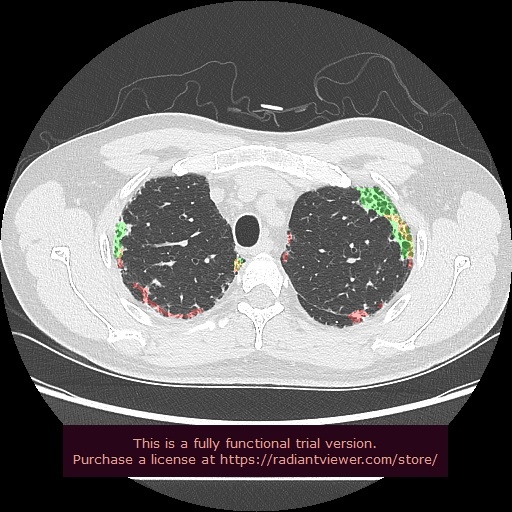 This is a fully functional trial version.
Purchase a license at https://radiantviewer.com/store/